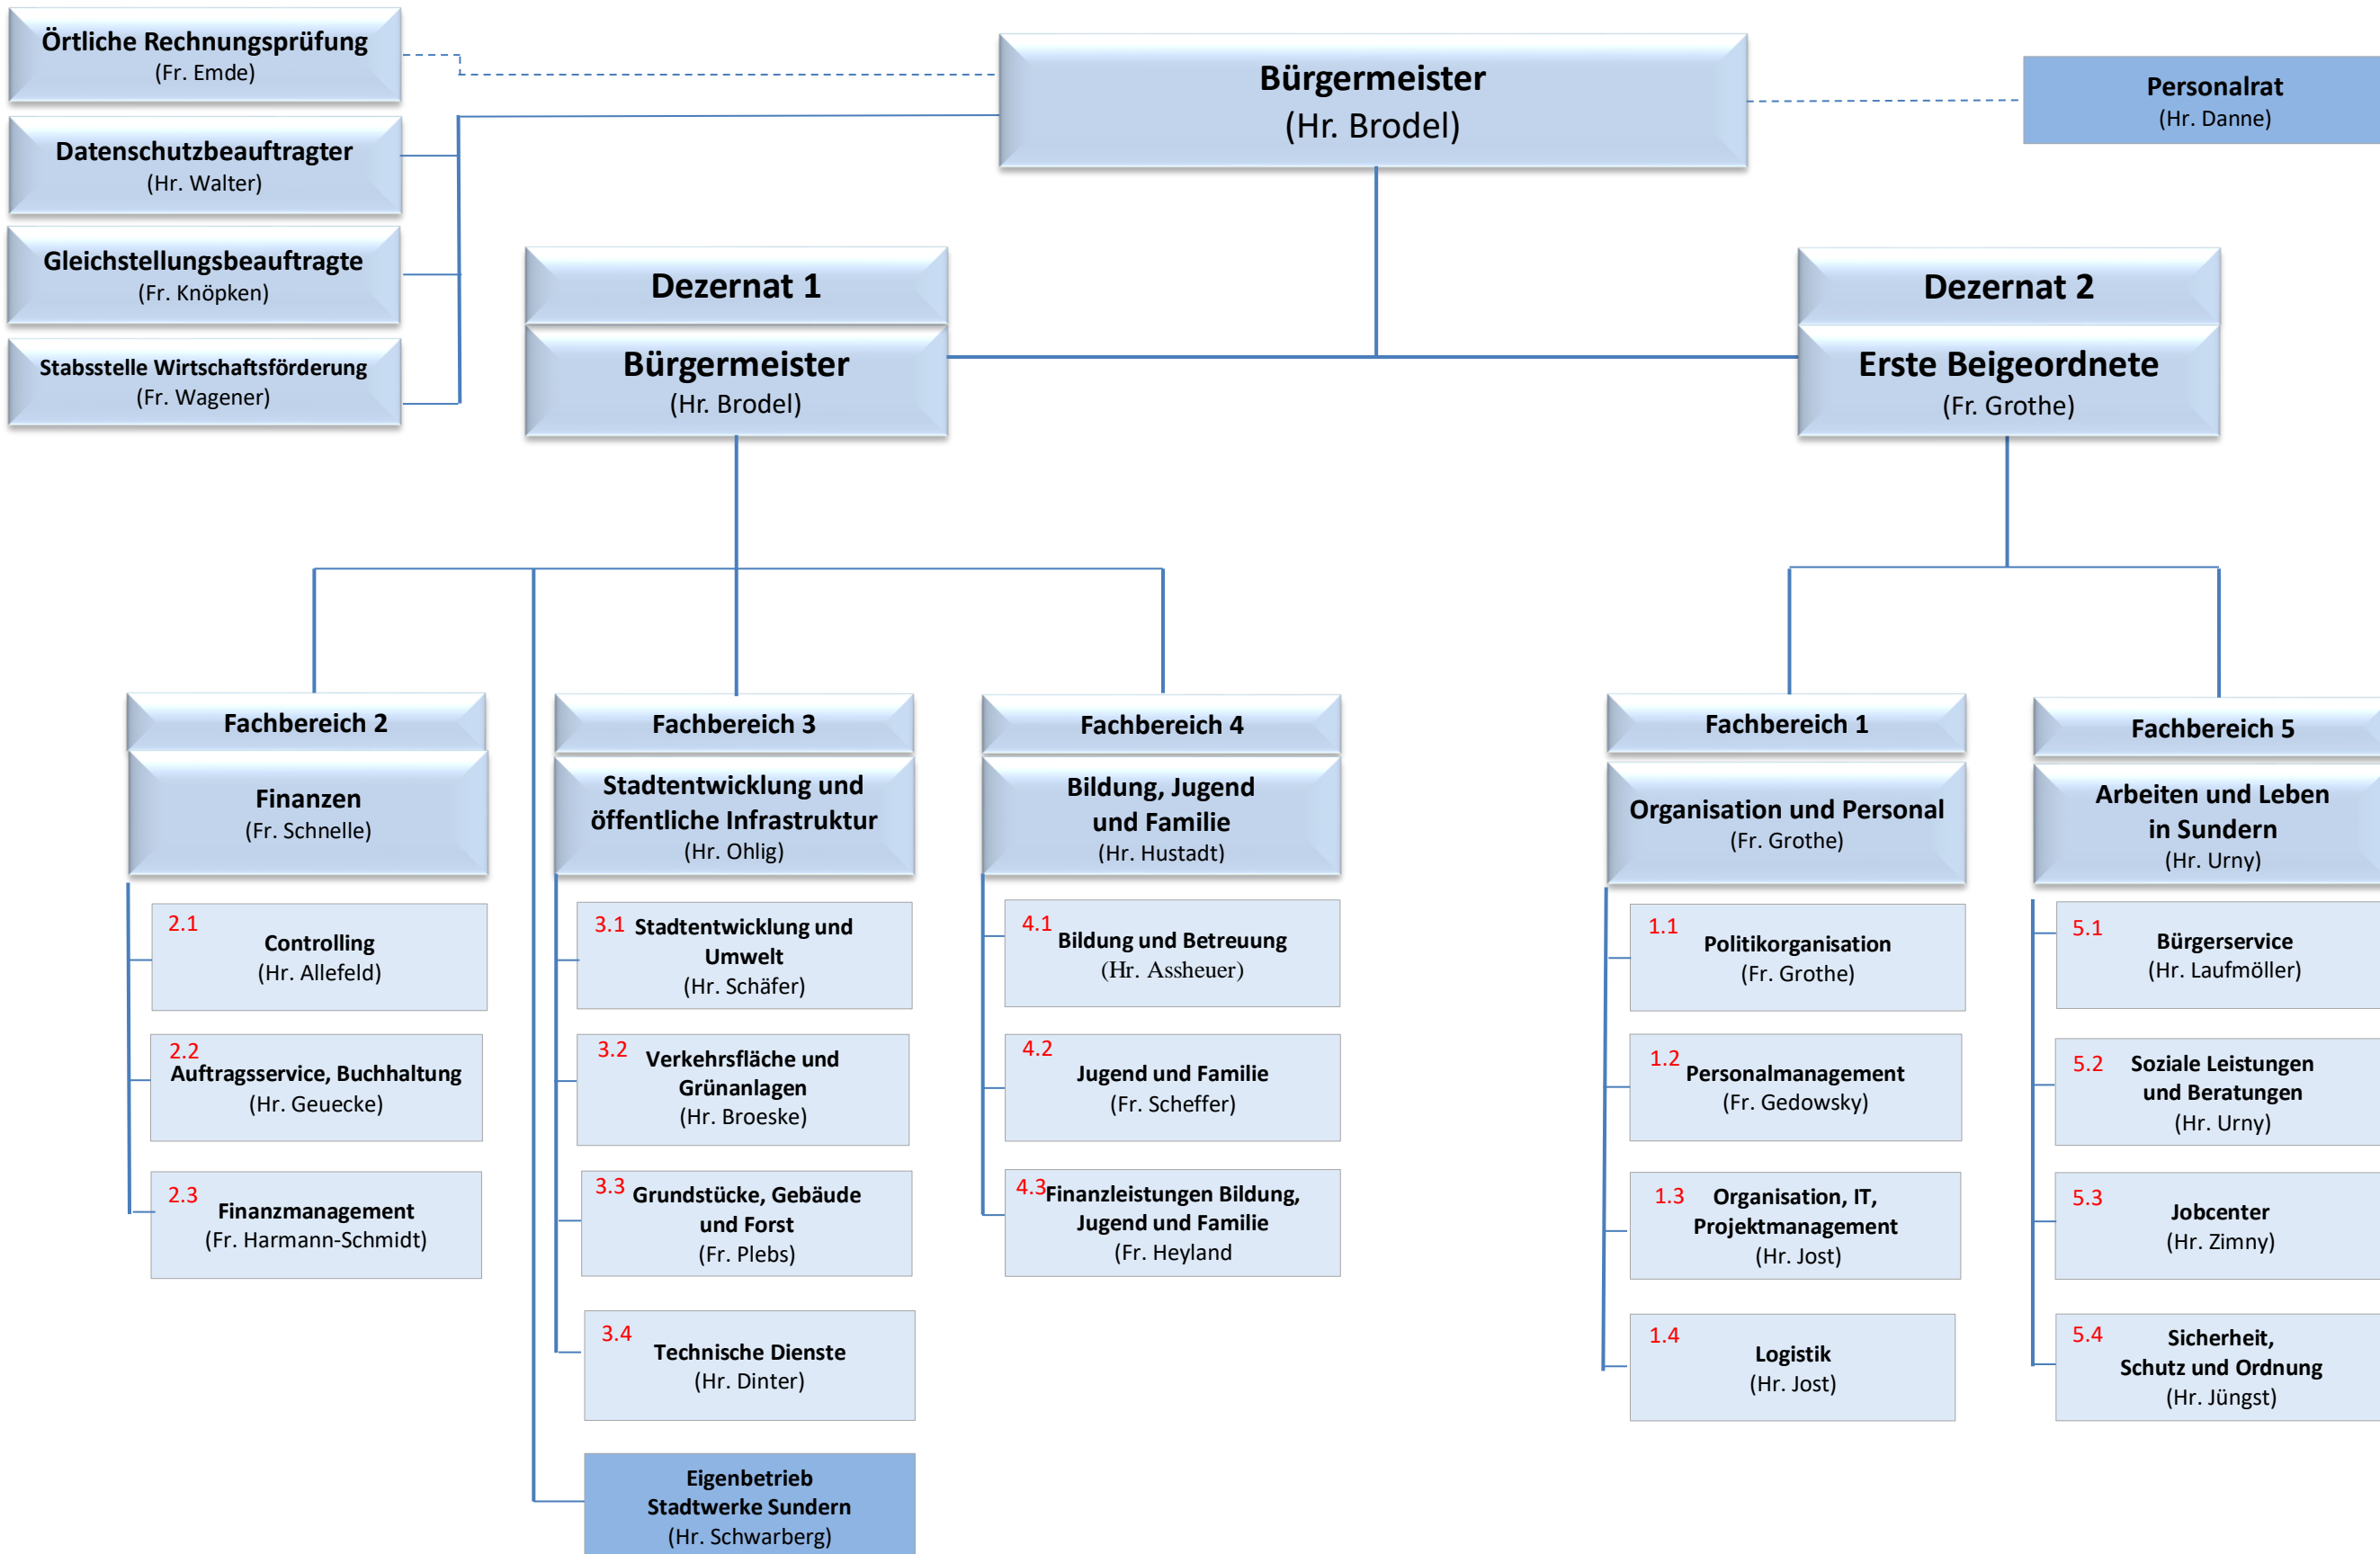 Örtliche Rechnungsprüfung
(Fr. Emde)
Bürgermeister
(Hr. Brodel)
Personalrat
(Hr. Danne)
Datenschutzbeauftragter
(Hr. Walter)
Gleichstellungsbeauftragte
(Fr. Knöpken)
Stabsstelle Wirtschaftsförderung
(Fr. Wagener)
Dezernat 1
Bürgermeister
(Hr. Brodel)
Dezernat 2
Erste Beigeordnete
(Fr. Grothe)
Fachbereich 2
Finanzen
(Fr. Schnelle)
2.1
Controlling
(Hr. Allefeld)
2.2
Auftragsservice, Buchhaltung
(Hr. Geuecke)
2.3
Finanzmanagement
(Fr. Harmann-Schmidt)
Fachbereich 3
Stadtentwicklung und
öffentliche Infrastruktur
(Hr. Ohlig)
3.1 Stadtentwicklung und
Umwelt
(Hr. Schäfer)
3.2 Verkehrsfläche und
Grünanlagen
(Hr. Broeske)
3.3 Grundstücke, Gebäude
und Forst
(Fr. Plebs)
3.4
Technische Dienste
(Hr. Dinter)
Eigenbetrieb
Stadtwerke Sundern
(Hr. Schwarberg)
Fachbereich 4
Bildung, Jugend
und Familie
(Hr. Hustadt)
4.1
Bildung und Betreuung
(Hr. Assheuer)
4.2
Jugend und Familie
(Fr. Scheffer)
4.3 Finanzleistungen Bildung,
Jugend und Familie
(Fr. Heyland
Fachbereich 1
Organisation und Personal
(Fr. Grothe)
1.1
Politikorganisation
(Fr. Grothe)
1.2
Personalmanagement
(Fr. Gedowsky)
1.3 Organisation, IT,
Projektmanagement
(Hr. Jost)
1.4
Logistik
(Hr. Jost)
Fachbereich 5
Arbeiten und Leben
in Sundern
(Hr. Urny)
5.1
Bürgerservice
(Hr. Laufmöller)
5.2 Soziale Leistungen
und Beratungen
(Hr. Urny)
5.3
Jobcenter
(Hr. Zimny)
5.4 Sicherheit,
Schutz und Ordnung
(Hr. Jüngst)